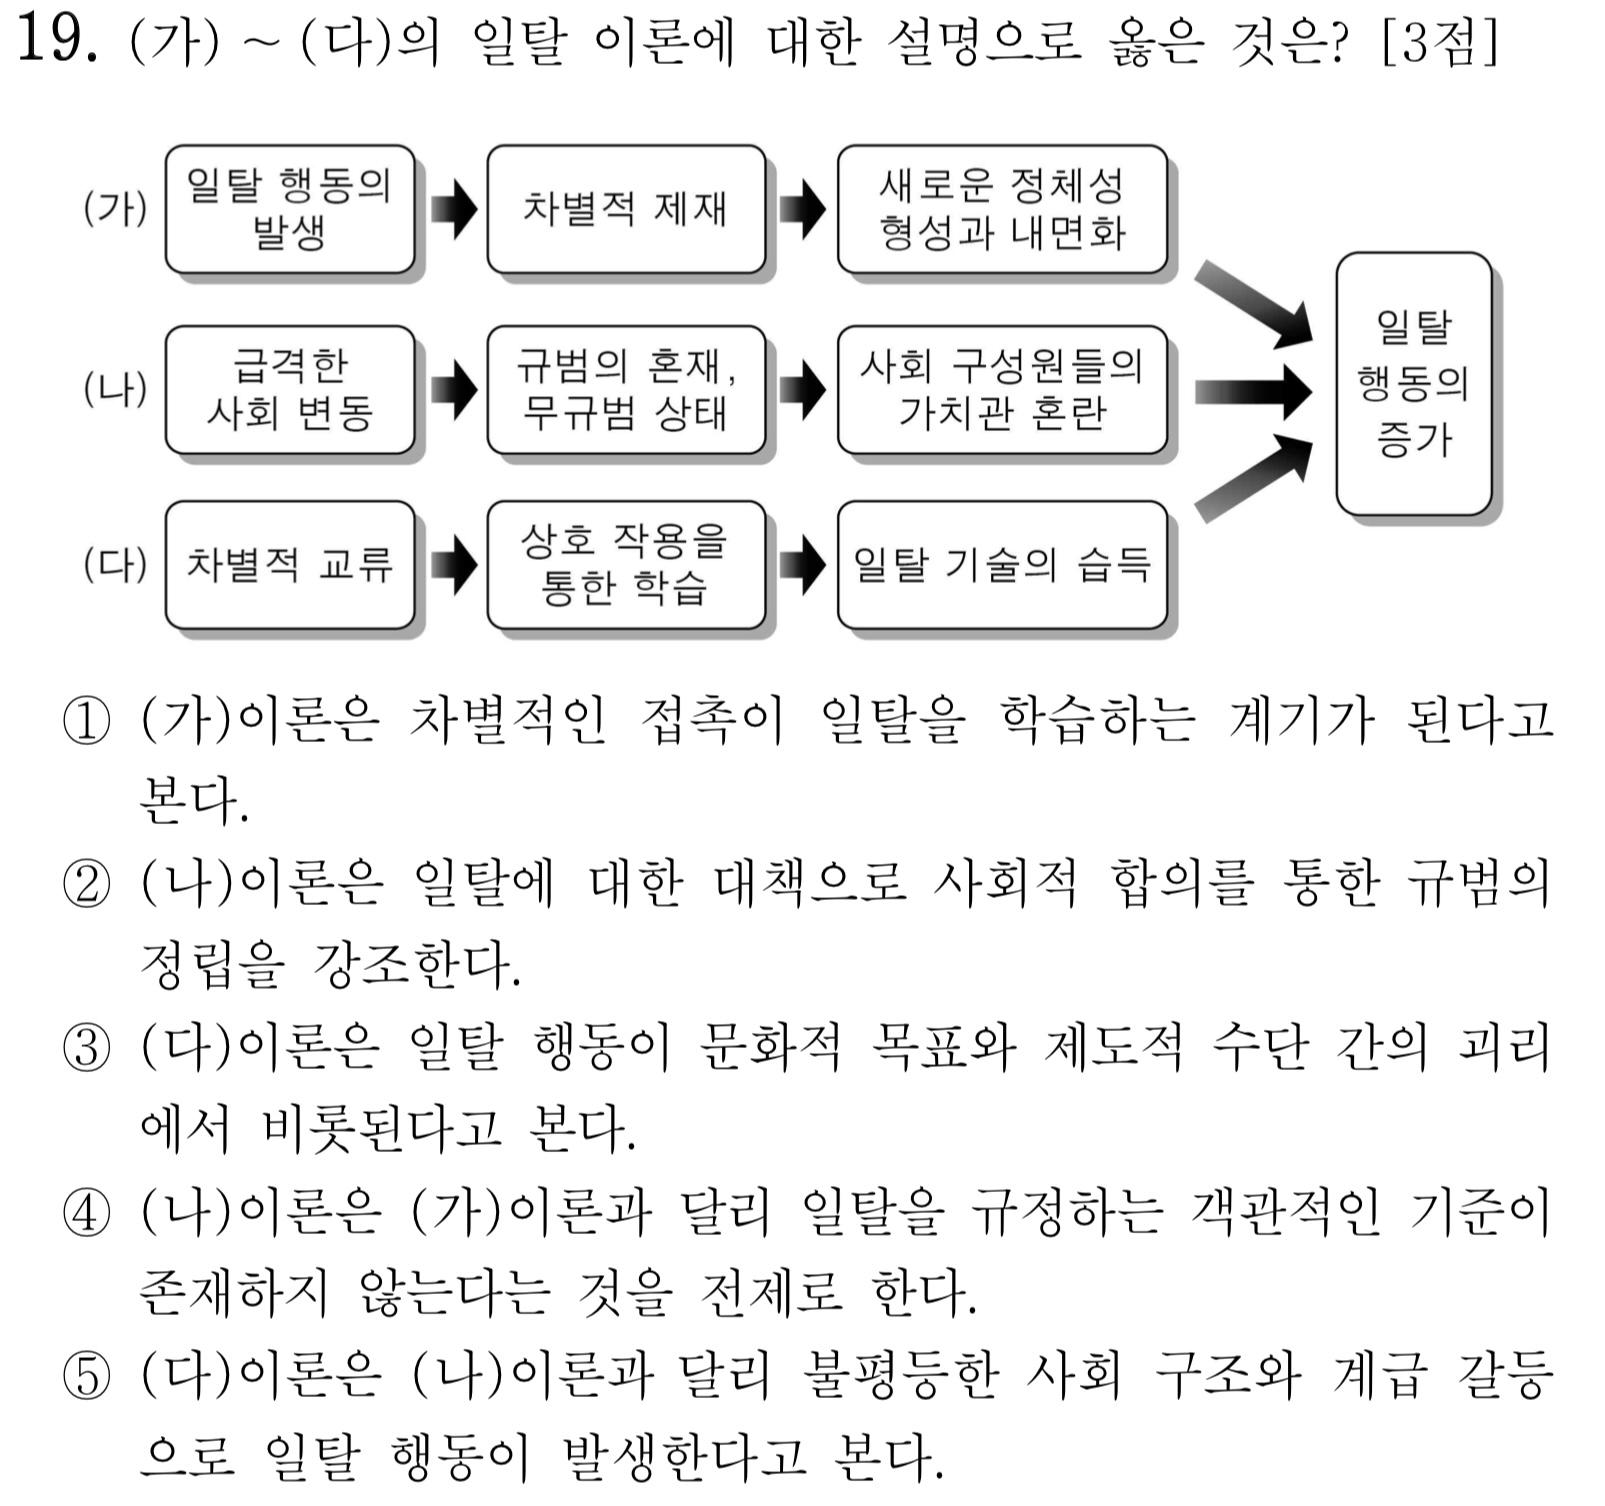 19. (가) ~ (다)의 일탈 이론에 대한 설명으로 옳은 것은? [3점]
(가)
일탈 행동의
발생
차별적 제재
새로운 정체성
형성과 내면화
(나)
급격한
사회 변동
규범의 혼재,
무규범 상태
사회 구성원들의
가치관 혼란
(다)
차별적 교류
상호 작용을
통한 학습
일탈 기술의 습득
일탈
행동의
증가
① (가)이론은 차별적인 접촉이 일탈을 학습하는 계기가 된다고
본다.
② (나)이론은 일탈에 대한 대책으로 사회적 합의를 통한 규범의
정립을 강조한다.
③ (다)이론은 일탈 행동이 문화적 목표와 제도적 수단 간의 괴리
에서 비롯된다고 본다.
④ (나)이론은 (가)이론과 달리 일탈을 규정하는 객관적인 기준이
존재하지 않는다는 것을 전제로 한다.
⑤ (다)이론은 (나)이론과 달리 불평등한 사회 구조와 계급 갈등
으로 일탈 행동이 발생한다고 본다.